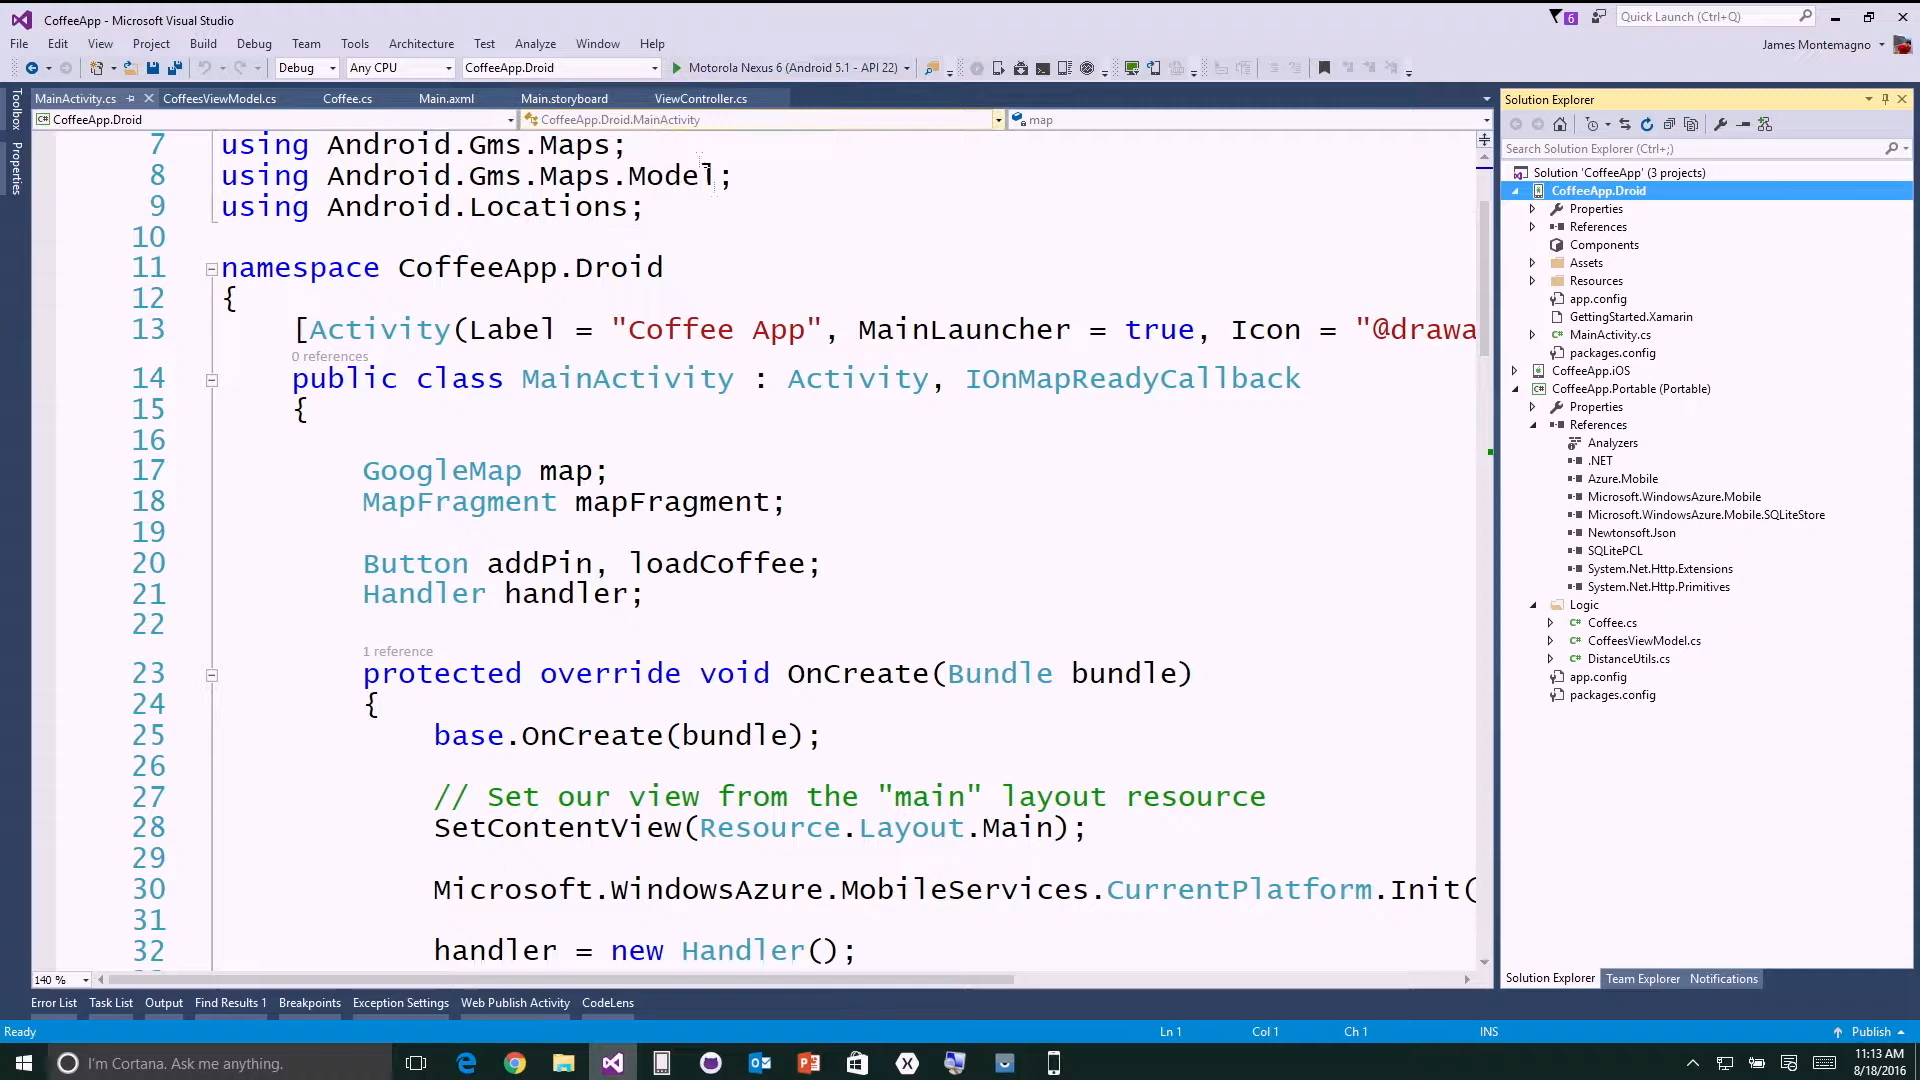 CoffeeApp - Microsoft Visual Studio
6
Quick Launch (Ctrl+Q)
File Edit View Project Build Debug Team Tools Architecture Test Analyze Window Help
James Montemagno
Debug Any CPU CoffeeApp.Droid Motorola Nexus 6 (Android 5.1 - API 22)
Toolbox
Properties
MainActivity.cs CoffeesViewModel.cs Coffee.cs Main.axml Main.storyboard ViewController.cs
CoffeeApp.Droid CoffeeApp.Droid.MainActivity map
7 using Android.Gms.Maps;
8 using Android.Gms.Maps.Model;
9 using Android.Locations;
10
11 namespace CoffeeApp.Droid
12 {
13 [Activity(Label = "Coffee App", MainLauncher = true, Icon = "@drawa
0 references
14 public class MainActivity : Activity, IOnMapReadyCallback
15 {
16
17 GoogleMap map;
18 MapFragment mapFragment;
19
20 Button addPin, loadCoffee;
21 Handler handler;
22
1 reference
23 protected override void OnCreate(Bundle bundle)
24 {
25 base.OnCreate(bundle);
26
27 // Set our view from the "main" layout resource
28 SetContentView(Resource.Layout.Main);
29
30 Microsoft.WindowsAzure.MobileServices.CurrentPlatform.Init(
31
32 handler = new Handler();
140 %
Solution Explorer
Search Solution Explorer (Ctrl+;)
Solution 'CoffeeApp' (3 projects)
CoffeeApp.Droid
Properties
References
Components
Assets
Resources
app.config
GettingStarted.Xamarin
MainActivity.cs
packages.config
CoffeeApp.iOS
CoffeeApp.Portable (Portable)
Properties
References
Analyzers
.NET
Azure.Mobile
Microsoft.WindowsAzure.Mobile
Microsoft.WindowsAzure.Mobile.SQLiteStore
Newtonsoft.Json
SQLitePCL
System.Net.Http.Extensions
System.Net.Http.Primitives
Logic
Coffee.cs
CoffeesViewModel.cs
DistanceUtils.cs
app.config
packages.config
Solution Explorer Team Explorer Notifications
Error List Task List Output Find Results 1 Breakpoints Exception Settings Web Publish Activity CodeLens
Ready Ln 1 Col 1 Ch 1 INS Publish
I'm Cortana. Ask me anything.
11:13 AM
8/18/2016